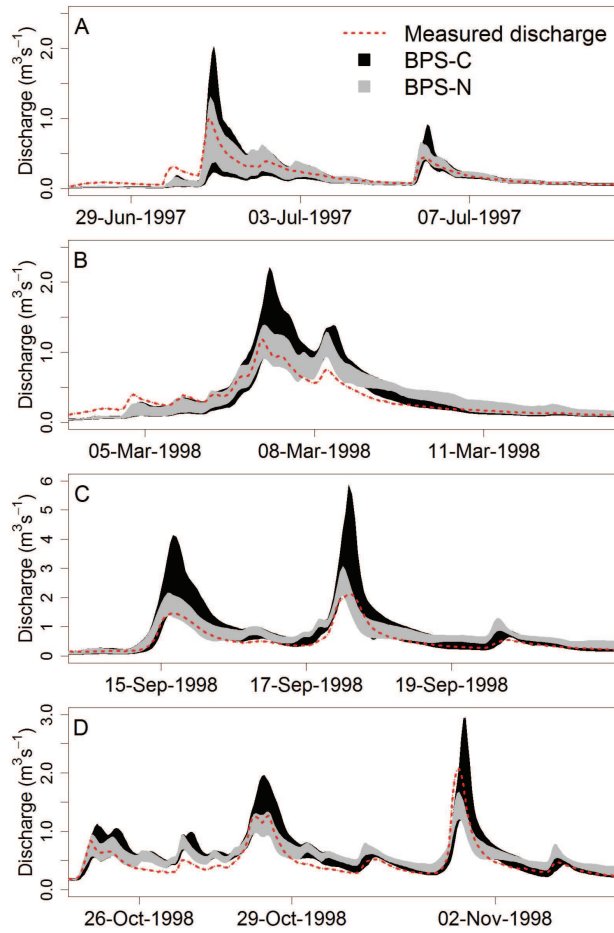 A
Measured discharge
BPS-C
BPS-N
Discharge (m³s⁻¹)
2.0
1.0
0.0
29-Jun-1997 03-Jul-1997 07-Jul-1997
B
Discharge (m³s⁻¹)
2.0
1.0
0.0
05-Mar-1998 08-Mar-1998 11-Mar-1998
C
Discharge (m³s⁻¹)
6
5
4
3
2
1
0
15-Sep-1998 17-Sep-1998 19-Sep-1998
D
Discharge (m³s⁻¹)
3.0
2.0
1.0
0.0
26-Oct-1998 29-Oct-1998 02-Nov-1998